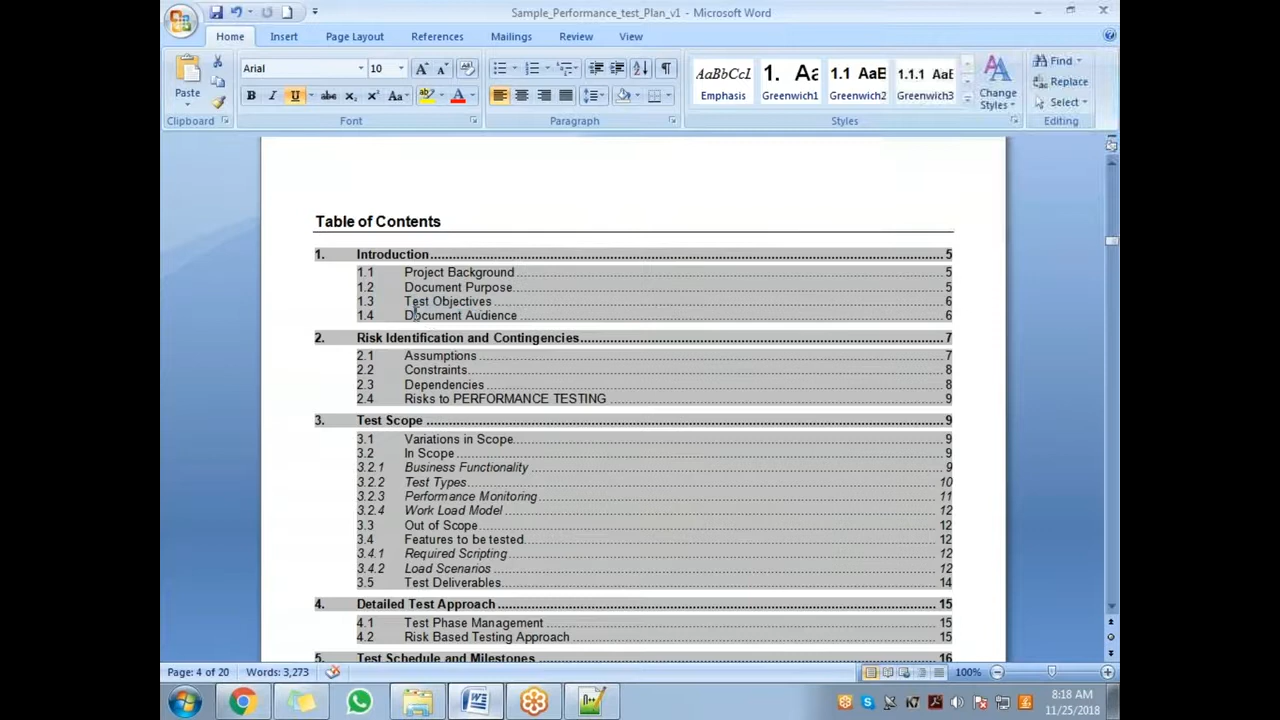 Sample_Performance_test_Plan_v1 - Microsoft Word
Home Insert Page Layout References Mailings Review View
Paste
Clipboard
Arial 10
B I U abc X₂ X² Aa
Font
Paragraph
AaBbCcI 1. Aa 1.1 AaB 1.1.1 AaB
Emphasis Greenwich1 Greenwich2 Greenwich3
Change Styles
Styles
Find
Replace
Select
Editing
Table of Contents
1. Introduction 5
1.1 Project Background 5
1.2 Document Purpose 5
1.3 Test Objectives 6
1.4 Document Audience 6
2. Risk Identification and Contingencies 7
2.1 Assumptions 7
2.2 Constraints 8
2.3 Dependencies 8
2.4 Risks to PERFORMANCE TESTING 9
3. Test Scope 9
3.1 Variations in Scope 9
3.2 In Scope 9
3.2.1 Business Functionality 9
3.2.2 Test Types 10
3.2.3 Performance Monitoring 11
3.2.4 Work Load Model 12
3.3 Out of Scope 12
3.4 Features to be tested 12
3.4.1 Required Scripting 12
3.4.2 Load Scenarios 12
3.5 Test Deliverables 14
4. Detailed Test Approach 15
4.1 Test Phase Management 15
4.2 Risk Based Testing Approach 15
5. Test Schedule and Milestones 16
Page: 4 of 20 Words: 3,273 100%
8:18 AM
11/25/2018